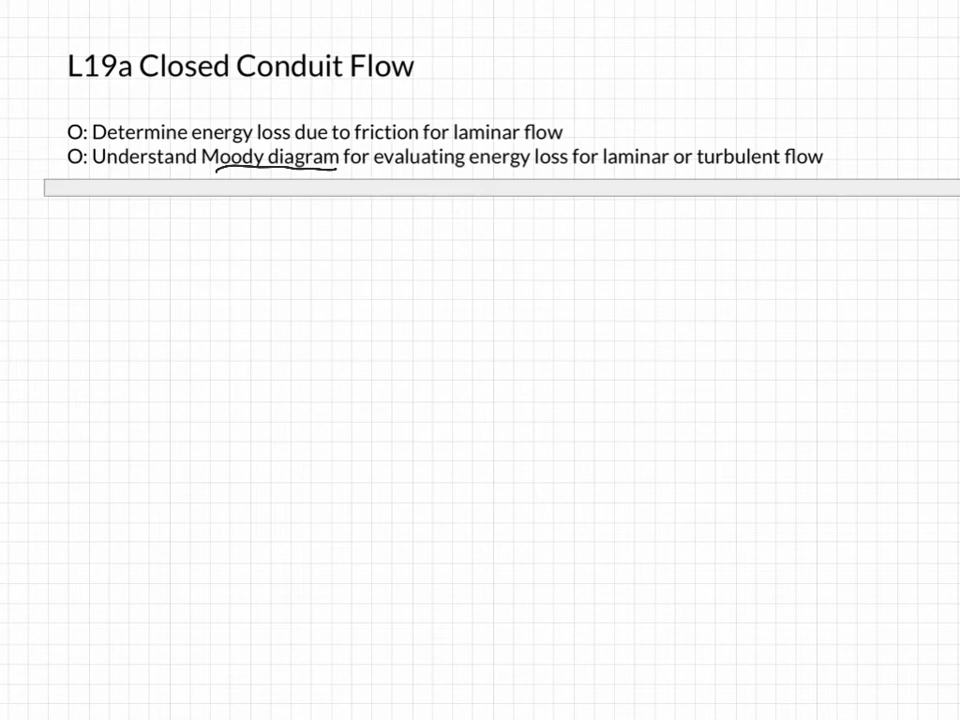 L19a Closed Conduit Flow
O: Determine energy loss due to friction for laminar flow
O: Understand Moody diagram for evaluating energy loss for laminar or turbulent flow